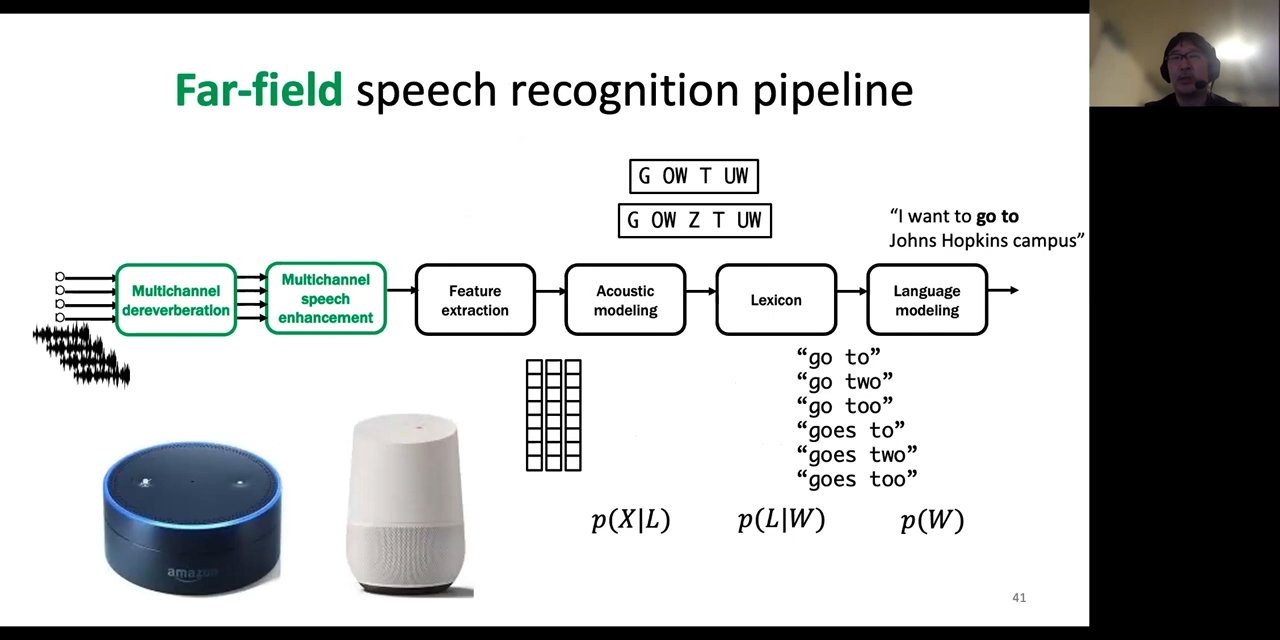 Far-field speech recognition pipeline
G OW T UW
G OW Z T UW
“I want to go to
Johns Hopkins campus”
Multichannel
dereverberation
Multichannel
speech
enhancement
Feature
extraction
Acoustic
modeling
Lexicon
Language
modeling
“go to”
“go two”
“go too”
“goes to”
“goes two”
“goes too”
p(X|L)
p(L|W)
p(W)
amazon
41